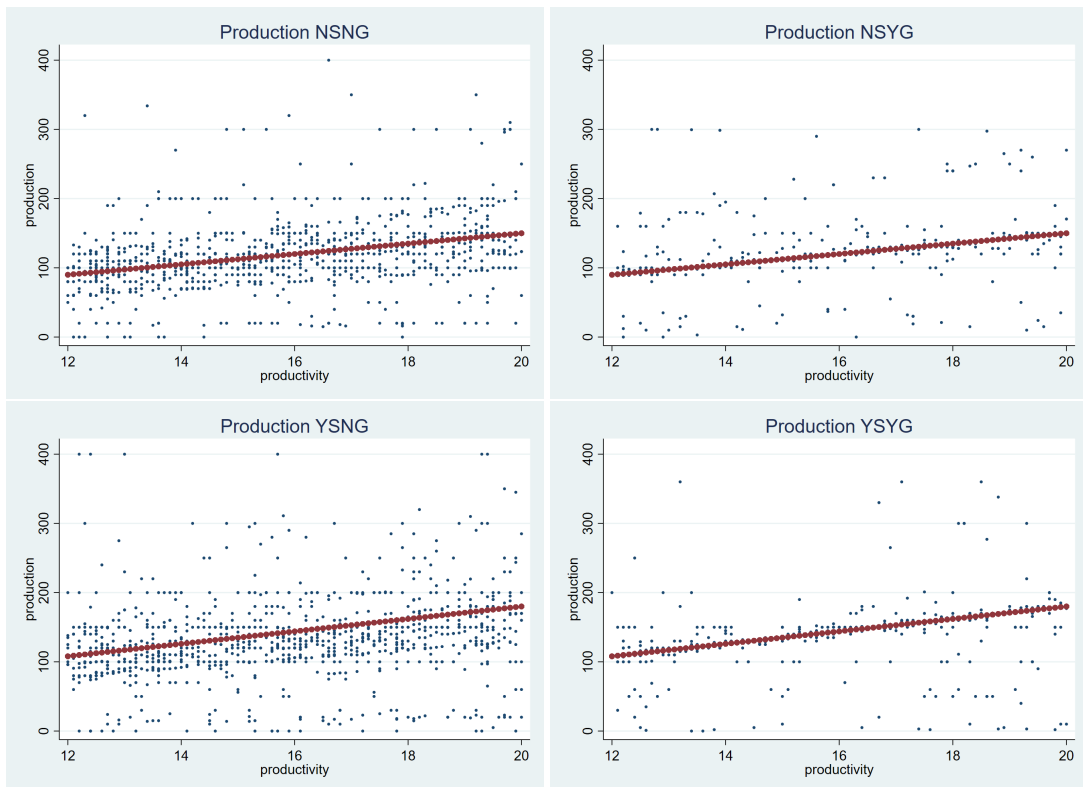 Production NSNG
production
0 100 200 300 400
12 14 16 18 20
productivity
Production NSYG
production
0 100 200 300 400
12 14 16 18 20
productivity
Production YSNG
production
0 100 200 300 400
12 14 16 18 20
productivity
Production YSYG
production
0 100 200 300 400
12 14 16 18 20
productivity